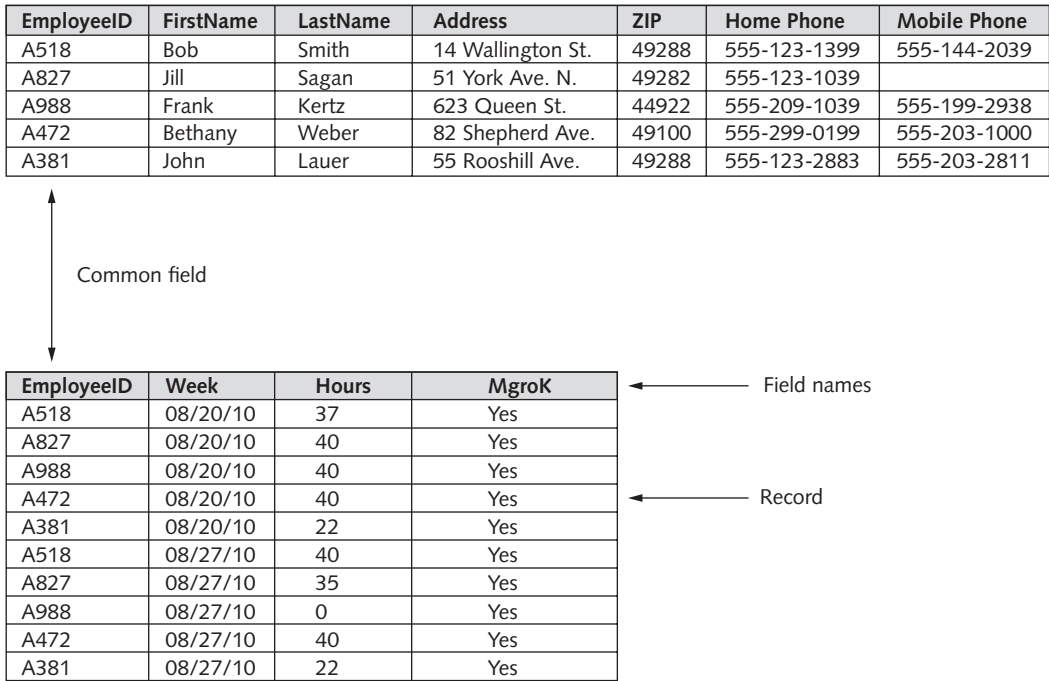 EmployeeID FirstName LastName Address ZIP Home Phone Mobile Phone
A518 Bob Smith 14 Wallington St. 49288 555-123-1399 555-144-2039
A827 Jill Sagan 51 York Ave. N. 49282 555-123-1039
A988 Frank Kertz 623 Queen St. 44922 555-209-1039 555-199-2938
A472 Bethany Weber 82 Shepherd Ave. 49100 555-299-0199 555-203-1000
A381 John Lauer 55 Rooshill Ave. 49288 555-123-2883 555-203-2811
Common field
EmployeeID Week Hours MgroK Field names
A518 08/20/10 37 Yes
A827 08/20/10 40 Yes
A988 08/20/10 40 Yes
A472 08/20/10 40 Yes Record
A381 08/20/10 22 Yes
A518 08/27/10 40 Yes
A827 08/27/10 35 Yes
A988 08/27/10 0 Yes
A472 08/27/10 40 Yes
A381 08/27/10 22 Yes